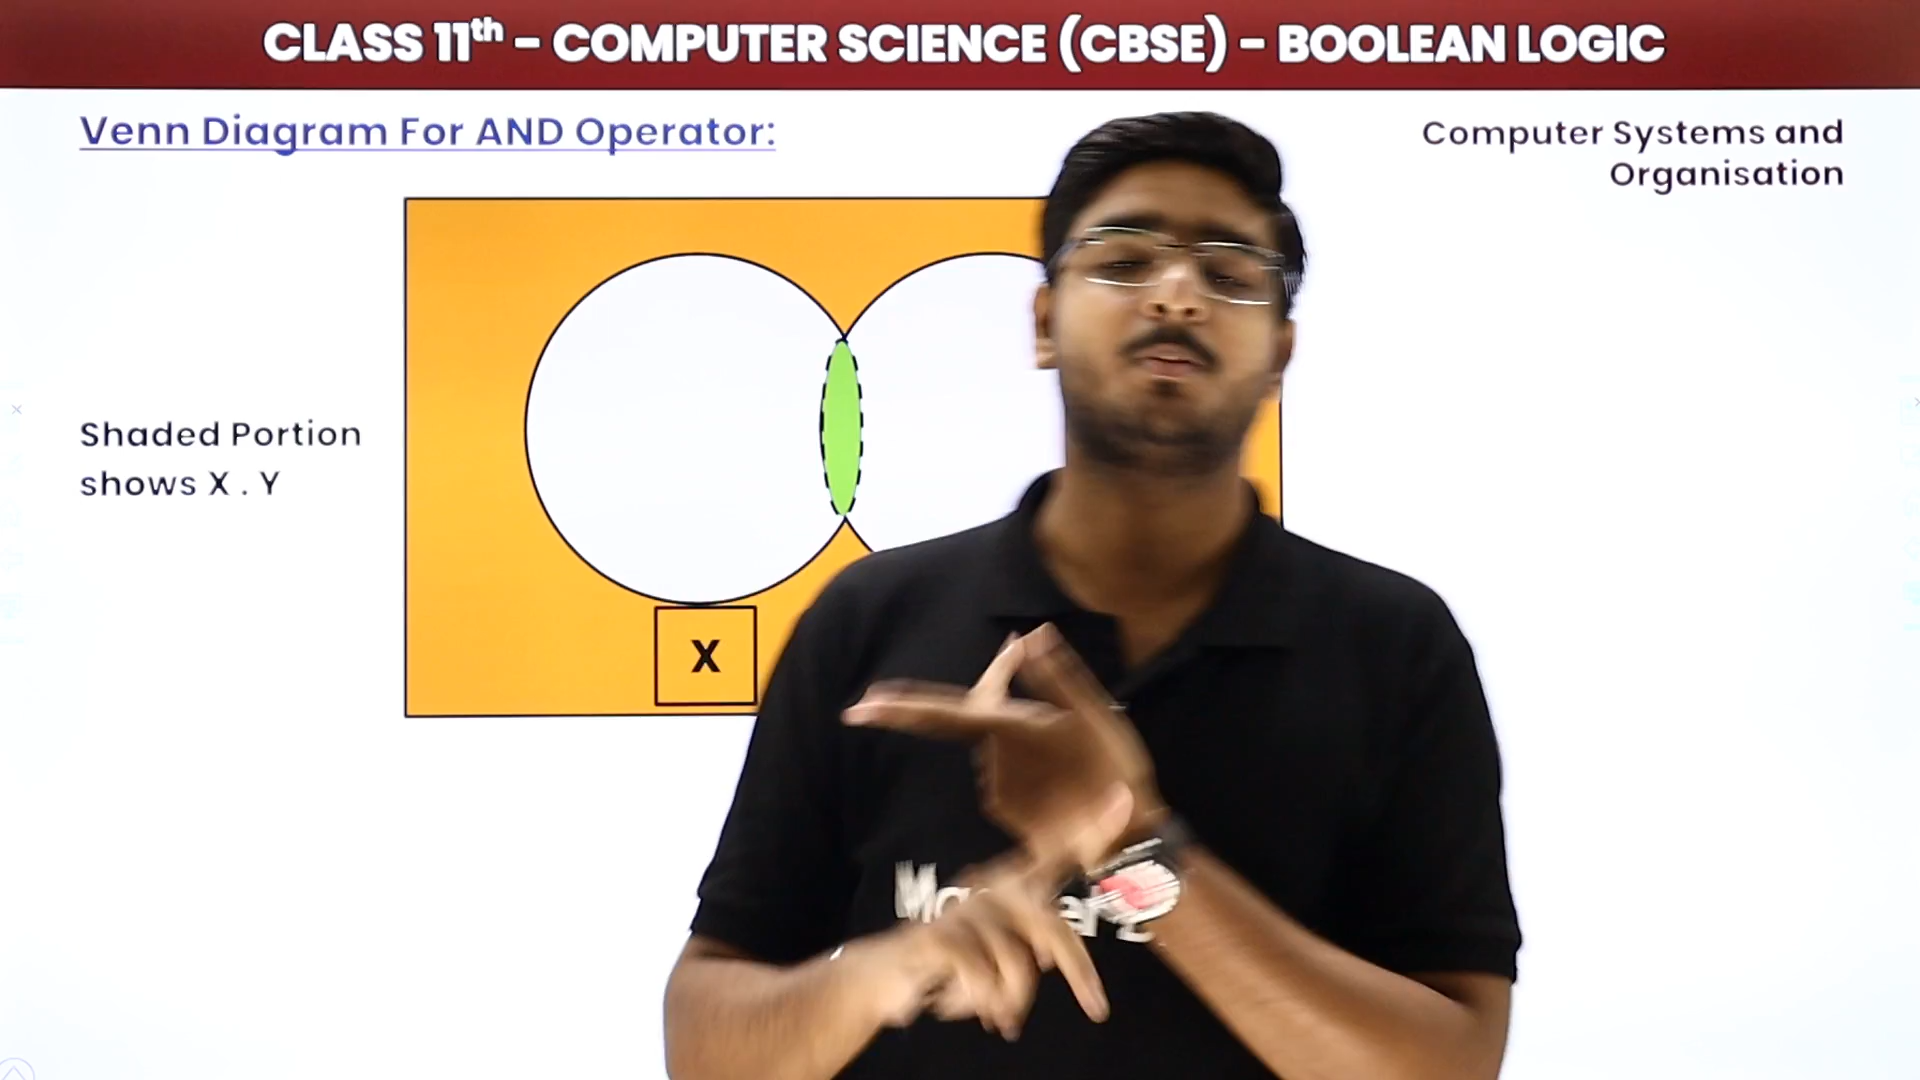 CLASS 11th - COMPUTER SCIENCE (CBSE) - BOOLEAN LOGIC
Venn Diagram For AND Operator:
Computer Systems and
Organisation
Shaded Portion
shows X . Y
X